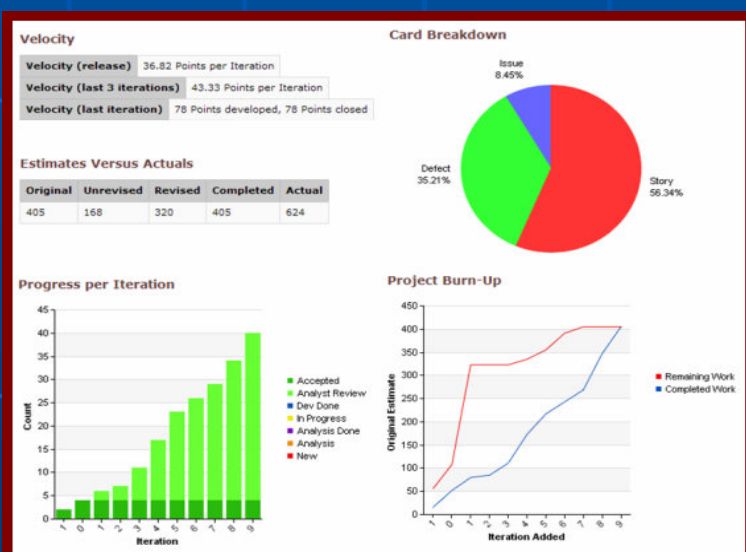 Velocity
Velocity (release) 36.82 Points per Iteration
Velocity (last 3 iterations) 43.33 Points per Iteration
Velocity (last iteration) 78 Points developed, 78 Points closed
Card Breakdown
Issue
8.45%
Defect
35.21%
Story
56.34%
Estimates Versus Actuals
Original Unrevised Revised Completed Actual
405 168 320 405 624
Progress per Iteration
45
40
35
30
25
20
15
10
5
0
Count
1 0 1 2 3 4 5 6 7 8 9
Iteration
Accepted
Analyst Review
Dev Done
In Progress
Analysis Done
Analysis
New
Project Burn-Up
450
400
350
300
250
200
150
100
50
0
Original Estimate
1 0 1 2 3 4 5 6 7 8 9
Iteration Added
Remaining Work
Completed Work